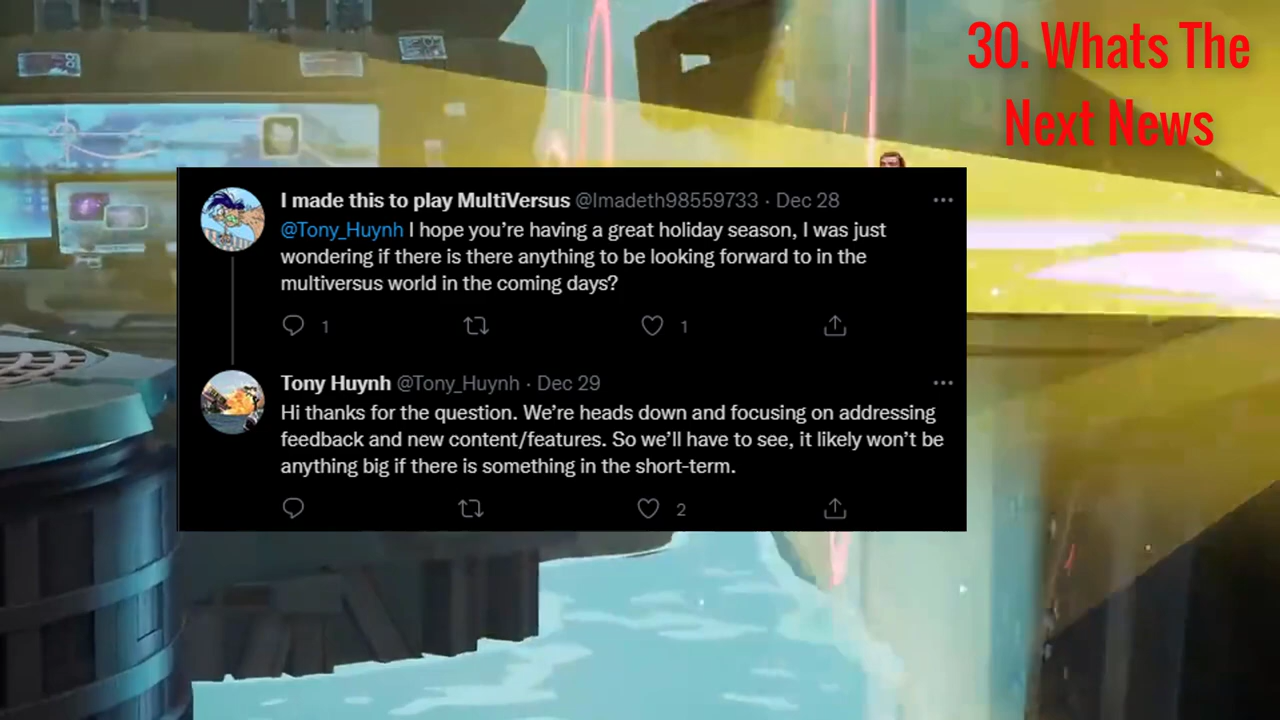 30. Whats The
Next News
I made this to play MultiVersus @Imadeth98559733 · Dec 28
@Tony_Huynh I hope you’re having a great holiday season, I was just
wondering if there is there anything to be looking forward to in the
multiversus world in the coming days?
1 1
Tony Huynh @Tony_Huynh · Dec 29
Hi thanks for the question. We’re heads down and focusing on addressing
feedback and new content/features. So we’ll have to see, it likely won’t be
anything big if there is something in the short-term.
2